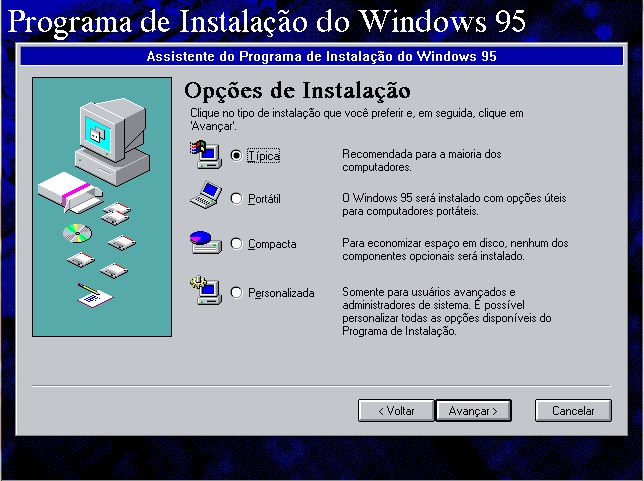 Programa de Instalação do Windows 95
Assistente do Programa de Instalação do Windows 95
Opções de Instalação
Clique no tipo de instalação que você preferir e, em seguida, clique em
'Avançar'.
Típica
Recomendada para a maioria dos
computadores.
Portátil
O Windows 95 será instalado com opções úteis
para computadores portáteis.
Compacta
Para economizar espaço em disco, nenhum dos
componentes opcionais será instalado.
Personalizada
Somente para usuários avançados e
administradores de sistema. É possível
personalizar todas as opções disponíveis do
Programa de Instalação.
< Voltar
Avançar >
Cancelar